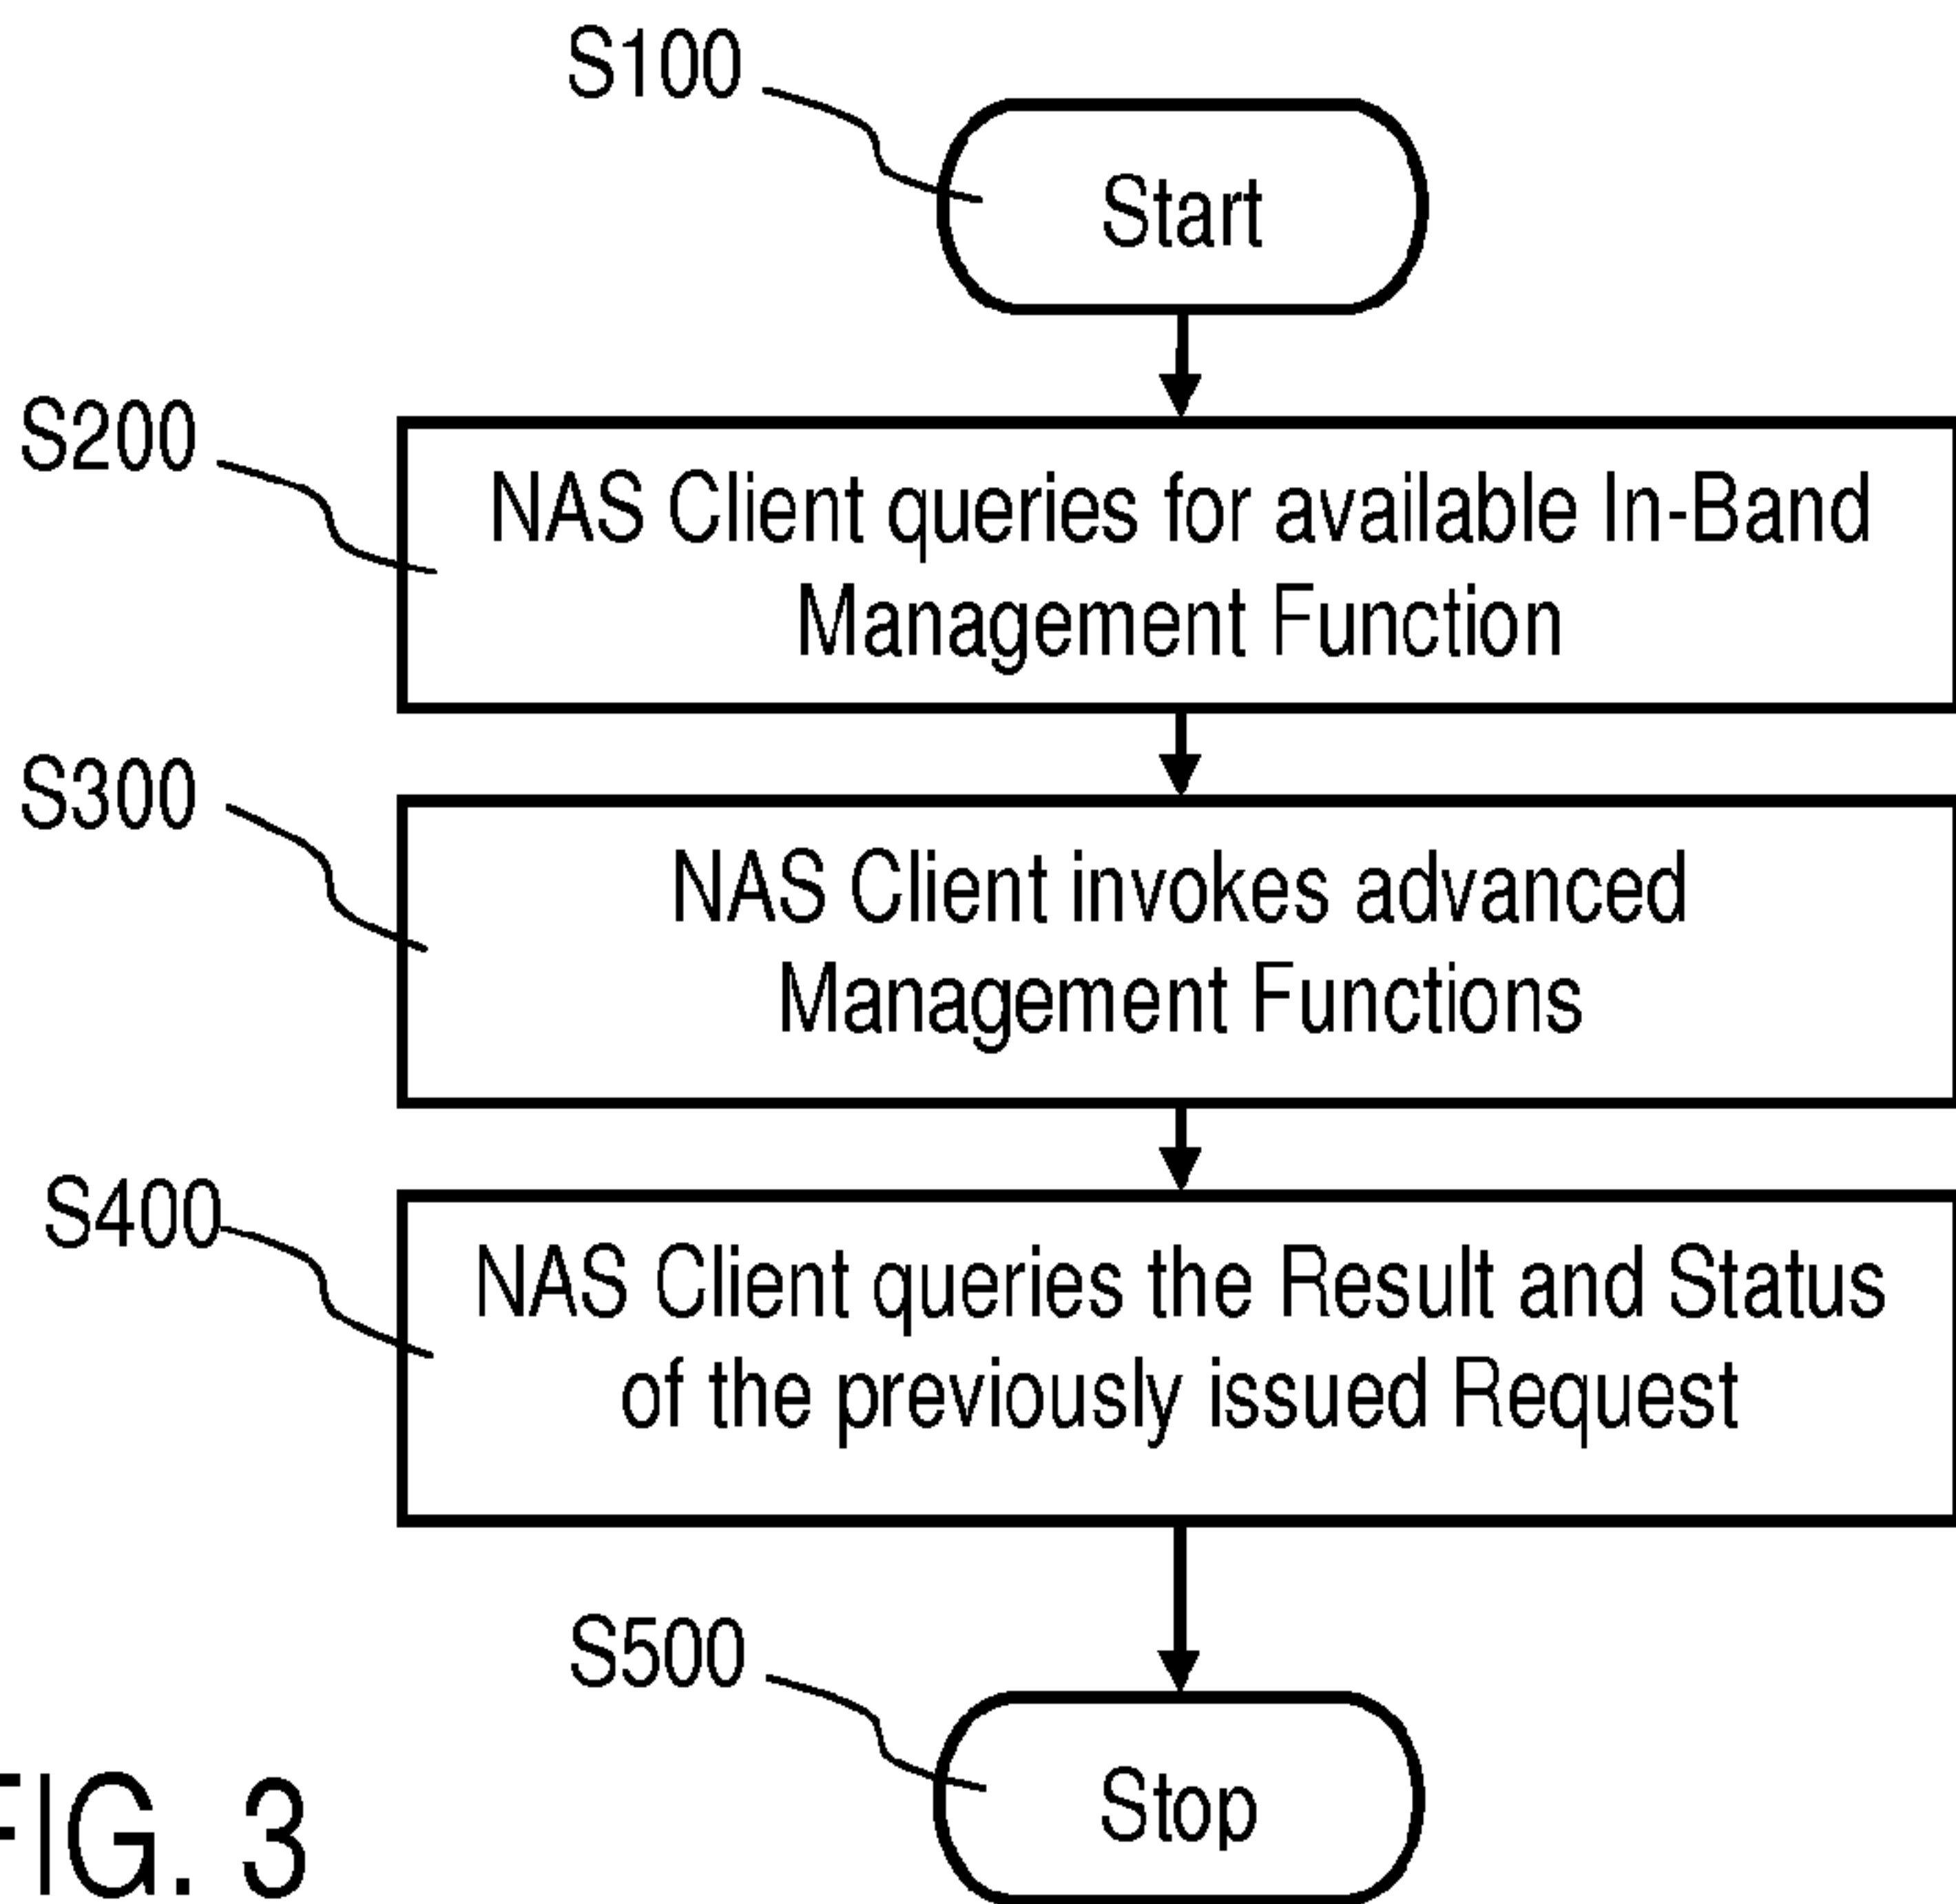 S100
Start
S200
NAS Client queries for available In-Band
Management Function
S300
NAS Client invokes advanced
Management Functions
S400
NAS Client queries the Result and Status
of the previously issued Request
S500
Stop
FIG. 3